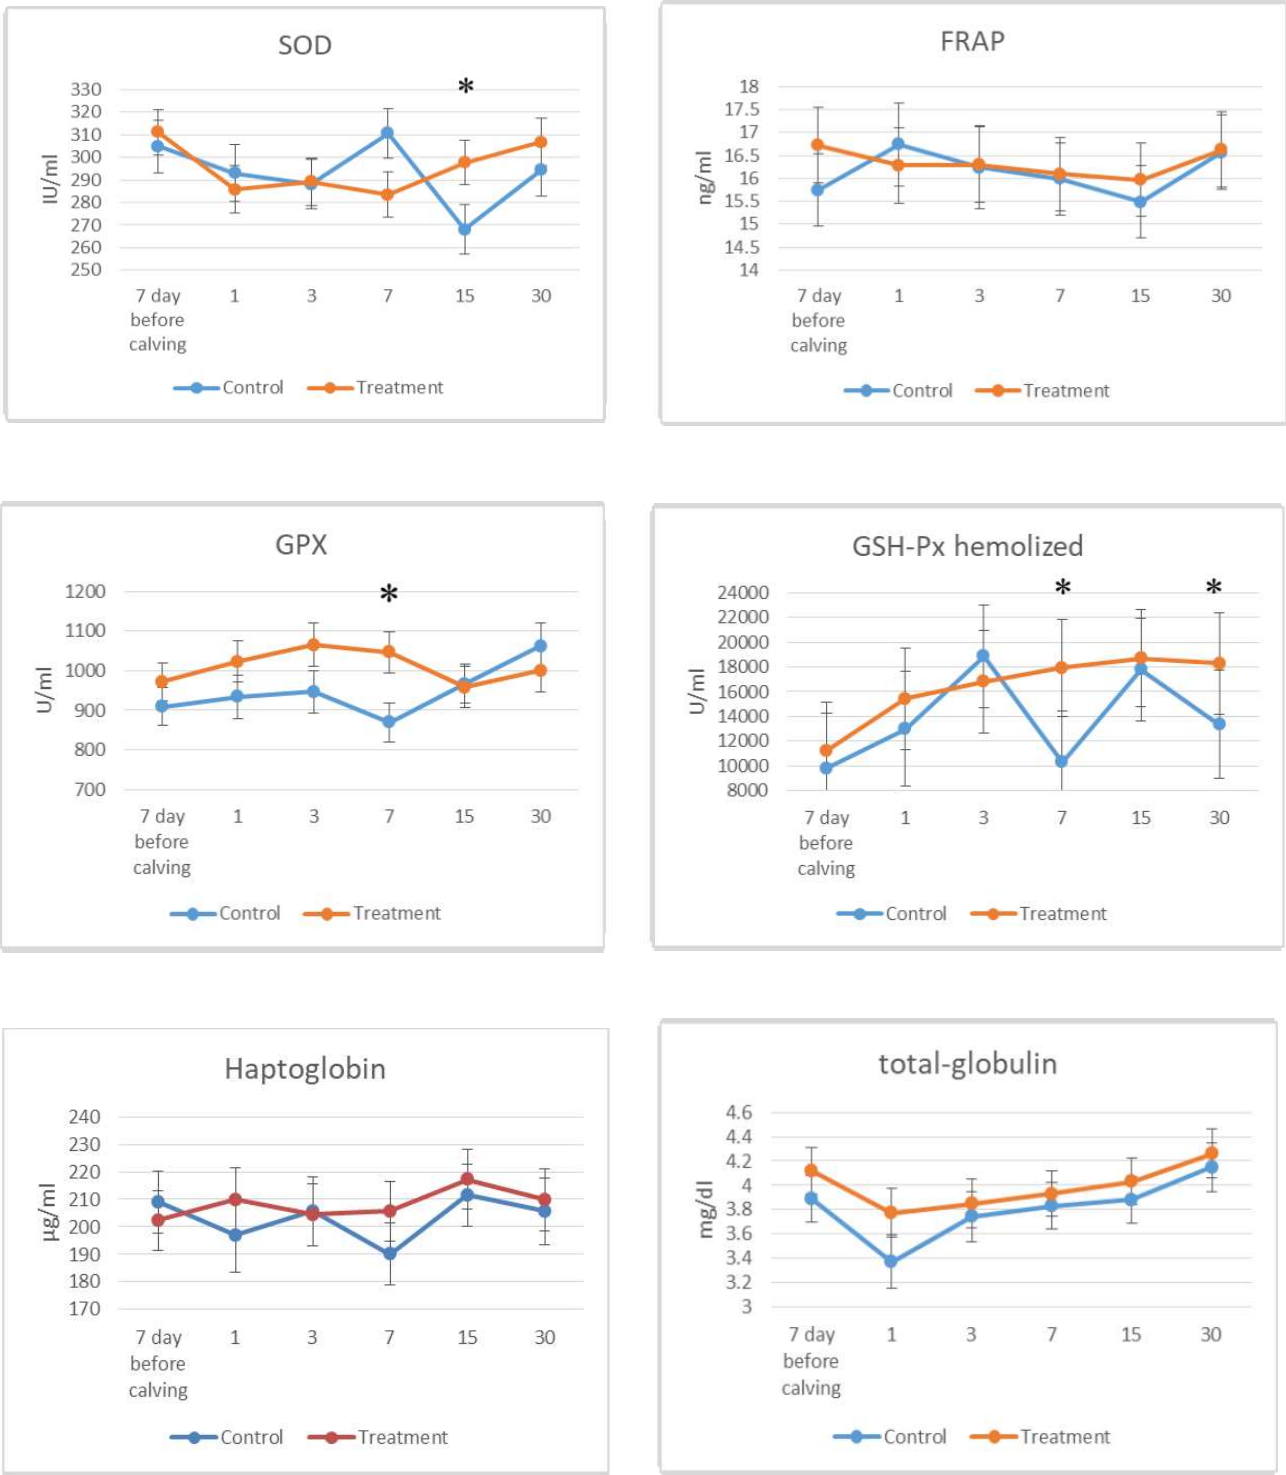 SOD
*
330
320
310
300
290
280
270
260
250
IU/ml
7 day 1 3 7 15 30
before
calving
Control Treatment
FRAP
18
17.5
17
16.5
16
15.5
15
14.5
14
ng/ml
7 day 1 3 7 15 30
before
calving
Control Treatment
GPX
*
1200
1100
1000
900
800
700
U/ml
7 day 1 3 7 15 30
before
calving
Control Treatment
GSH-Px hemolized
* *
24000
22000
20000
18000
16000
14000
12000
10000
8000
U/ml
7 day 1 3 7 15 30
before
calving
Control Treatment
Haptoglobin
240
230
220
210
200
190
180
170
µg/ml
7 day 1 3 7 15 30
before
calving
Control Treatment
total-globulin
4.6
4.4
4.2
4
3.8
3.6
3.4
3.2
3
mg/dl
7 day 1 3 7 15 30
before
calving
Control Treatment